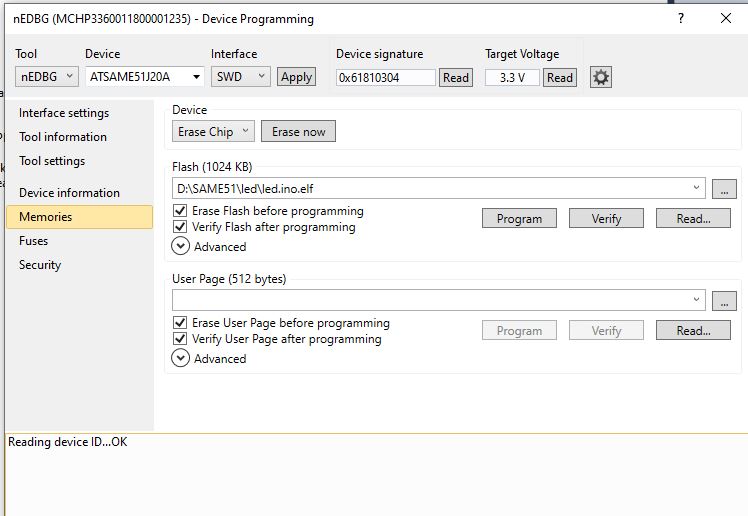 nEDBG (MCHP3360011800001235) - Device Programming
Tool Device Interface Device signature Target Voltage
nEDBG ATSAME51J20A SWD Apply 0x61810304 Read 3.3 V Read
Interface settings
Tool information
Tool settings
Device information
Memories
Fuses
Security
Device
Erase Chip Erase now
Flash (1024 KB)
D:\SAME51\led\led.ino.elf ...
Erase Flash before programming
Verify Flash after programming
Program Verify Read...
Advanced
User Page (512 bytes)
...
Erase User Page before programming
Verify User Page after programming
Program Verify Read...
Advanced
Reading device ID...OK